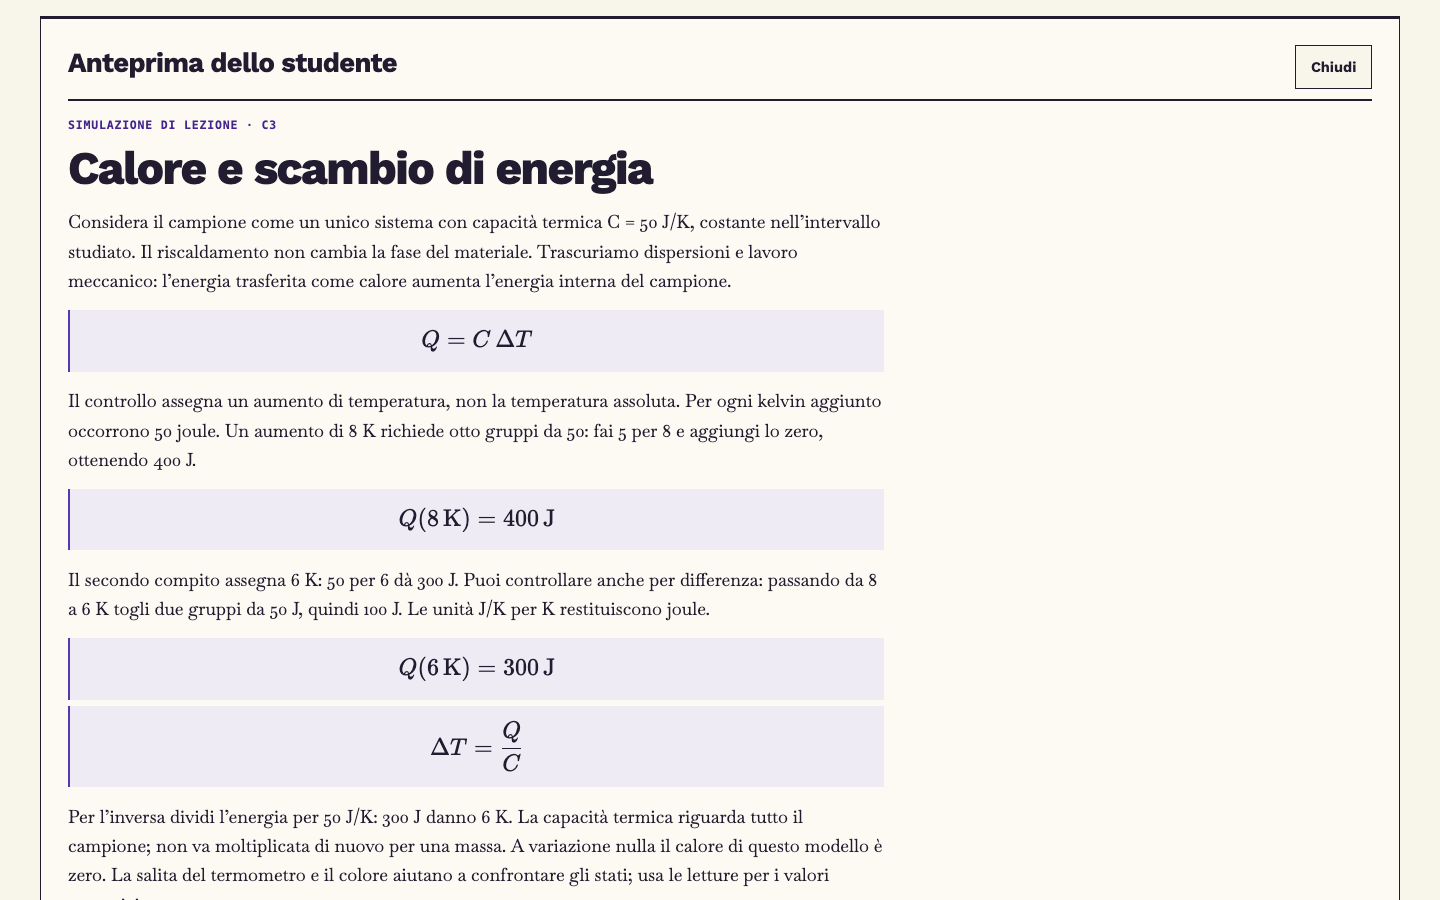 Anteprima dello studente
Chiudi
SIMULAZIONE DI LEZIONE · C3
Calore e scambio di energia
Considera il campione come un unico sistema con capacità termica C = 50 J/K, costante nell’intervallo
studiato. Il riscaldamento non cambia la fase del materiale. Trascuriamo dispersioni e lavoro
meccanico: l’energia trasferita come calore aumenta l’energia interna del campione.
Q = C ΔT
Il controllo assegna un aumento di temperatura, non la temperatura assoluta. Per ogni kelvin aggiunto
occorrono 50 joule. Un aumento di 8 K richiede otto gruppi da 50: fai 5 per 8 e aggiungi lo zero,
ottenendo 400 J.
Q(8 K) = 400 J
Il secondo compito assegna 6 K: 50 per 6 dà 300 J. Puoi controllare anche per differenza: passando da 8
a 6 K togli due gruppi da 50 J, quindi 100 J. Le unità J/K per K restituiscono joule.
Q(6 K) = 300 J
ΔT = Q/C
Per l’inversa dividi l’energia per 50 J/K: 300 J danno 6 K. La capacità termica riguarda tutto il
campione; non va moltiplicata di nuovo per una massa. A variazione nulla il calore di questo modello è
zero. La salita del termometro e il colore aiutano a confrontare gli stati; usa le letture per i valori